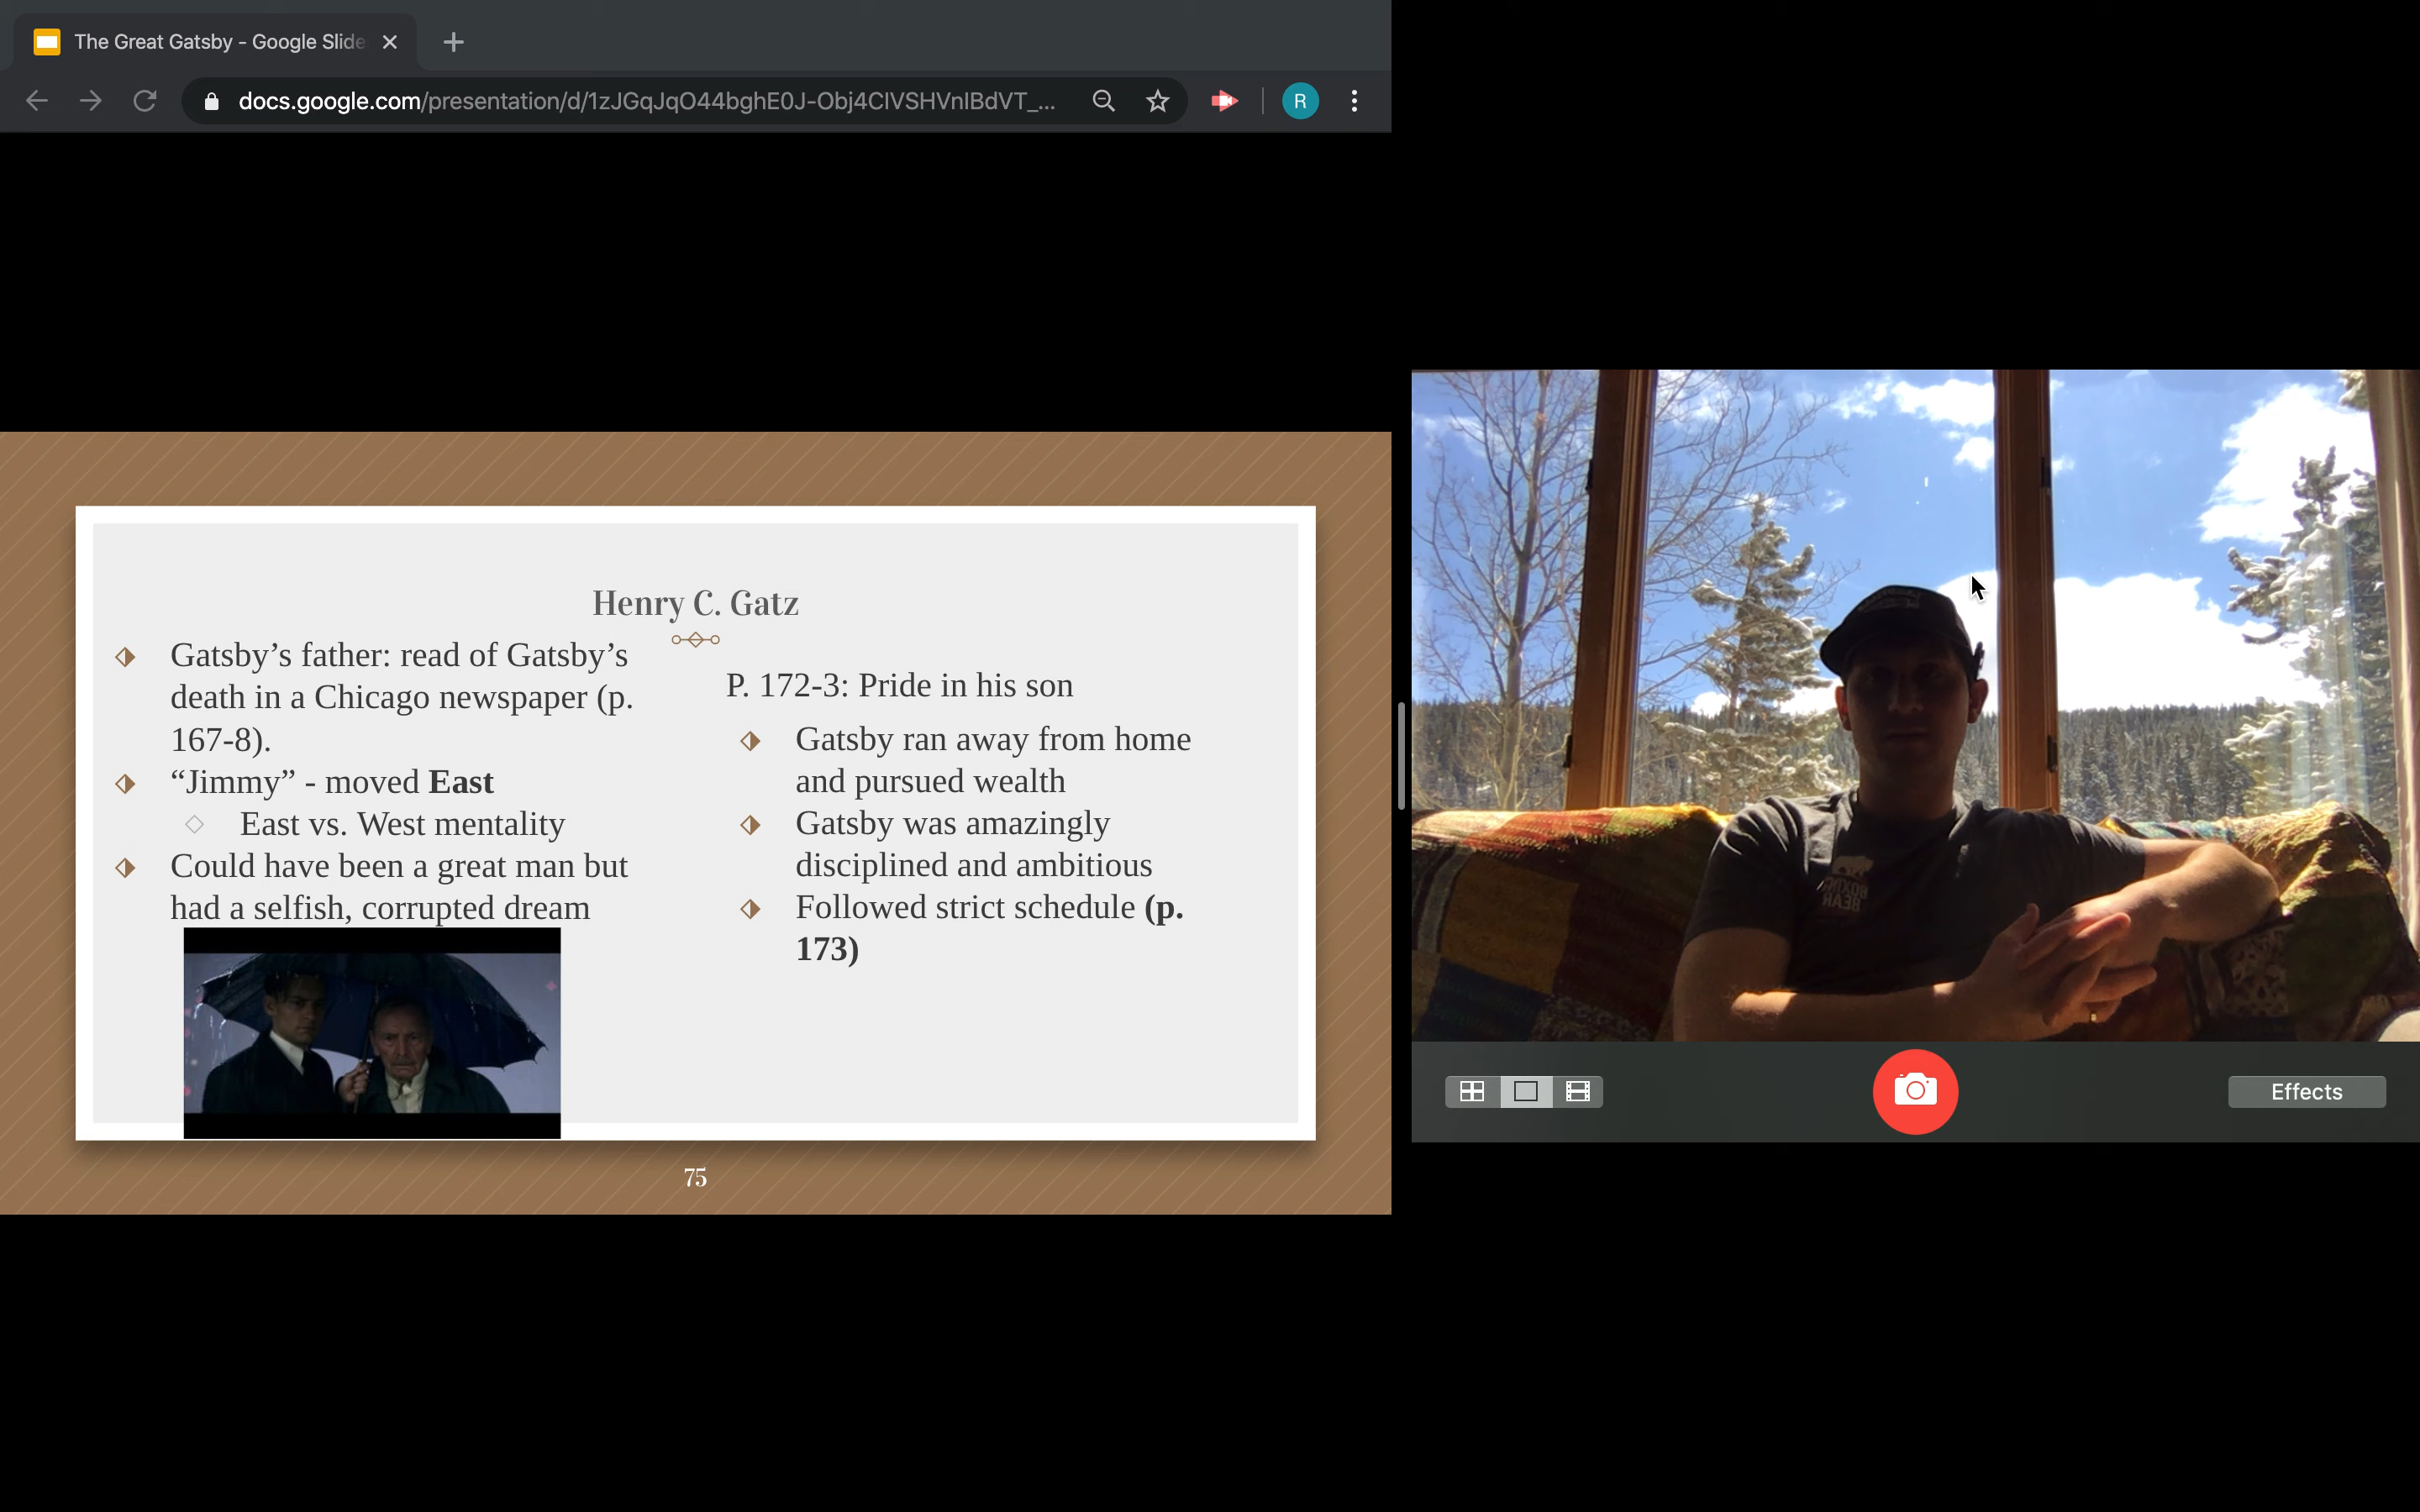 The Great Gatsby - Google Slide
docs.google.com/presentation/d/1zJGqJqO44bghE0J-Obj4CIVSHVnIBdVT_...
R
Henry C. Gatz
Gatsby’s father: read of Gatsby’s
death in a Chicago newspaper (p.
167-8).
“Jimmy” - moved East
East vs. West mentality
Could have been a great man but
had a selfish, corrupted dream
P. 172-3: Pride in his son
Gatsby ran away from home
and pursued wealth
Gatsby was amazingly
disciplined and ambitious
Followed strict schedule (p.
173)
75
BOXING
BEAR
Effects